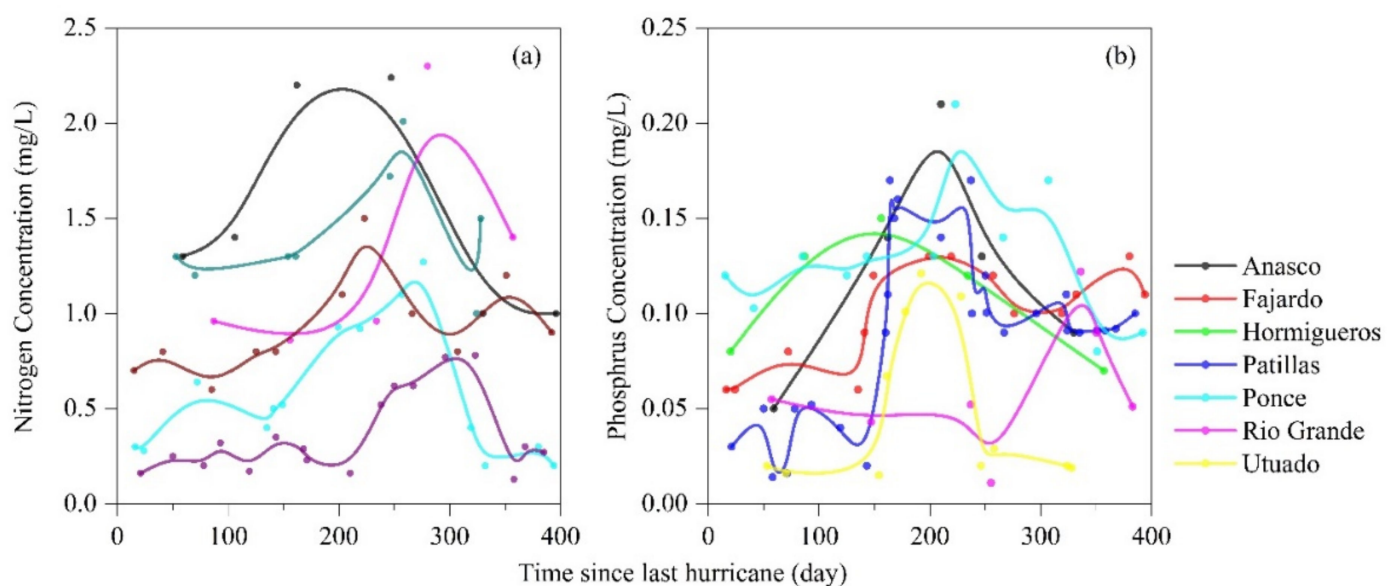 (a)
2.5
2.0
1.5
1.0
0.5
0.0
Nitrogen Concentration (mg/L)
0 100 200 300 400
(b)
0.25
0.20
0.15
0.10
0.05
0.00
Phosphrus Concentration (mg/L)
0 100 200 300 400
Time since last hurricane (day)
Anasco
Fajardo
Hormigueros
Patillas
Ponce
Rio Grande
Utuado